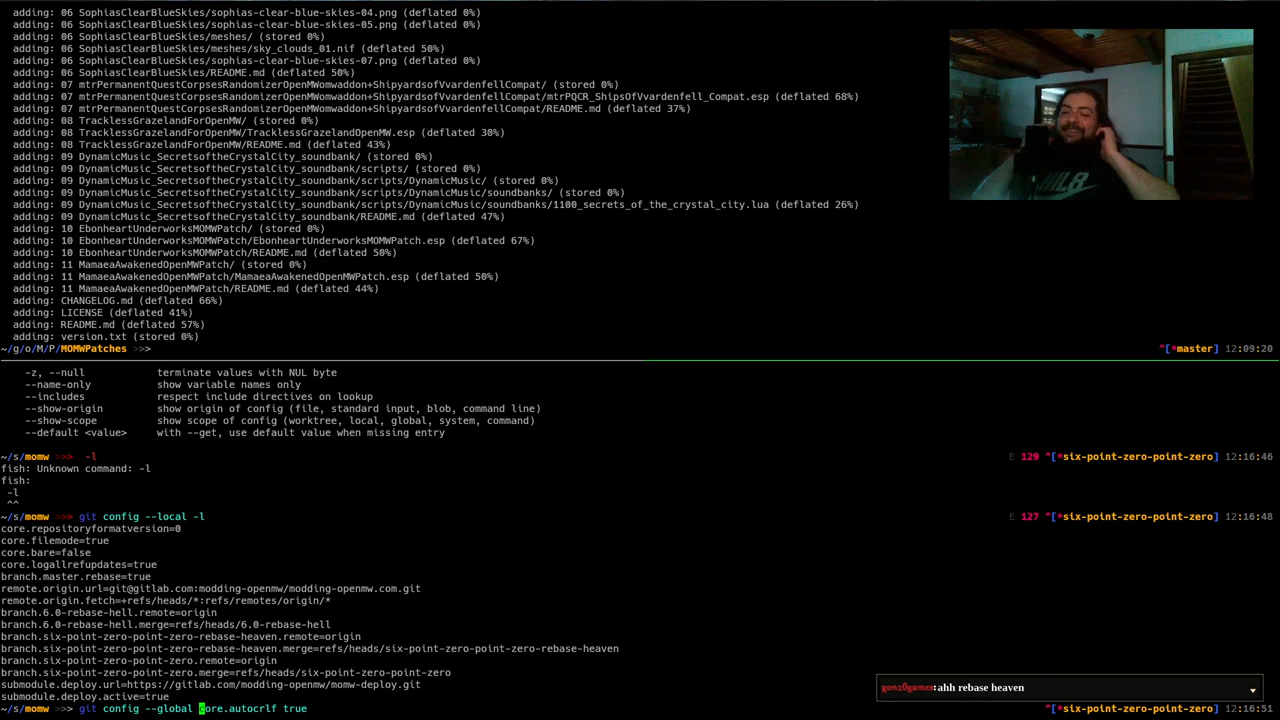 adding: 06 SophiasClearBlueSkies/sophias-clear-blue-skies-04.png (deflated 0%)
adding: 06 SophiasClearBlueSkies/sophias-clear-blue-skies-05.png (deflated 0%)
adding: 06 SophiasClearBlueSkies/meshes/ (stored 0%)
adding: 06 SophiasClearBlueSkies/meshes/sky_clouds_01.nif (deflated 50%)
adding: 06 SophiasClearBlueSkies/sophias-clear-blue-skies-07.png (deflated 0%)
adding: 06 SophiasClearBlueSkies/README.md (deflated 50%)
adding: 07 mtrPermanentQuestCorpsesRandomizerOpenMWomwaddon+ShipyardsofVvardenfellCompat/ (stored 0%)
adding: 07 mtrPermanentQuestCorpsesRandomizerOpenMWomwaddon+ShipyardsofVvardenfellCompat/mtrPQCR_ShipsOfVvardenfell_Compat.esp (deflated 68%)
adding: 07 mtrPermanentQuestCorpsesRandomizerOpenMWomwaddon+ShipyardsofVvardenfellCompat/README.md (deflated 37%)
adding: 08 TracklessGrazelandForOpenMW/ (stored 0%)
adding: 08 TracklessGrazelandForOpenMW/TracklessGrazelandOpenMW.esp (deflated 30%)
adding: 08 TracklessGrazelandForOpenMW/README.md (deflated 43%)
adding: 09 DynamicMusic_SecretsoftheCrystalCity_soundbank/ (stored 0%)
adding: 09 DynamicMusic_SecretsoftheCrystalCity_soundbank/scripts/ (stored 0%)
adding: 09 DynamicMusic_SecretsoftheCrystalCity_soundbank/scripts/DynamicMusic/ (stored 0%)
adding: 09 DynamicMusic_SecretsoftheCrystalCity_soundbank/scripts/DynamicMusic/soundbanks/ (stored 0%)
adding: 09 DynamicMusic_SecretsoftheCrystalCity_soundbank/scripts/DynamicMusic/soundbanks/1100_secrets_of_the_crystal_city.lua (deflated 26%)
adding: 09 DynamicMusic_SecretsoftheCrystalCity_soundbank/README.md (deflated 47%)
adding: 10 EbonheartUnderworksMOMWPatch/ (stored 0%)
adding: 10 EbonheartUnderworksMOMWPatch/EbonheartUnderworksMOMWPatch.esp (deflated 67%)
adding: 10 EbonheartUnderworksMOMWPatch/README.md (deflated 50%)
adding: 11 MamaeaAwakenedOpenMWPatch/ (stored 0%)
adding: 11 MamaeaAwakenedOpenMWPatch/MamaeaAwakenedOpenMWPatch.esp (deflated 50%)
adding: 11 MamaeaAwakenedOpenMWPatch/README.md (deflated 44%)
adding: CHANGELOG.md (deflated 66%)
adding: LICENSE (deflated 41%)
adding: README.md (deflated 57%)
adding: version.txt (stored 0%)
~/g/o/M/P/MOMWPatches >>> ^[*master] 12:09:20
-z, --null terminate values with NUL byte
--name-only show variable names only
--includes respect include directives on lookup
--show-origin show origin of config (file, standard input, blob, command line)
--show-scope show scope of config (worktree, local, global, system, command)
--default <value> with --get, use default value when missing entry
~/s/momw >>> -l E 129 ^[*six-point-zero-point-zero] 12:16:46
fish: Unknown command: -l
fish:
-l
^^
~/s/momw >>> git config --local -l E 127 ^[*six-point-zero-point-zero] 12:16:48
core.repositoryformatversion=0
core.filemode=true
core.bare=false
core.logallrefupdates=true
branch.master.rebase=true
remote.origin.url=git@gitlab.com:modding-openmw/modding-openmw.com.git
remote.origin.fetch=+refs/heads/*:refs/remotes/origin/*
branch.6.0-rebase-hell.remote=origin
branch.6.0-rebase-hell.merge=refs/heads/6.0-rebase-hell
branch.six-point-zero-point-zero-rebase-heaven.remote=origin
branch.six-point-zero-point-zero-rebase-heaven.merge=refs/heads/six-point-zero-point-zero-rebase-heaven
branch.six-point-zero-point-zero.remote=origin
branch.six-point-zero-point-zero.merge=refs/heads/six-point-zero-point-zero
submodule.deploy.url=https://gitlab.com/modding-openmw/momw-deploy.git
submodule.deploy.active=true
~/s/momw >>> git config --global core.autocrlf true ^[*six-point-zero-point-zero] 12:16:51
gonz0games: ahh rebase heaven
NIL8